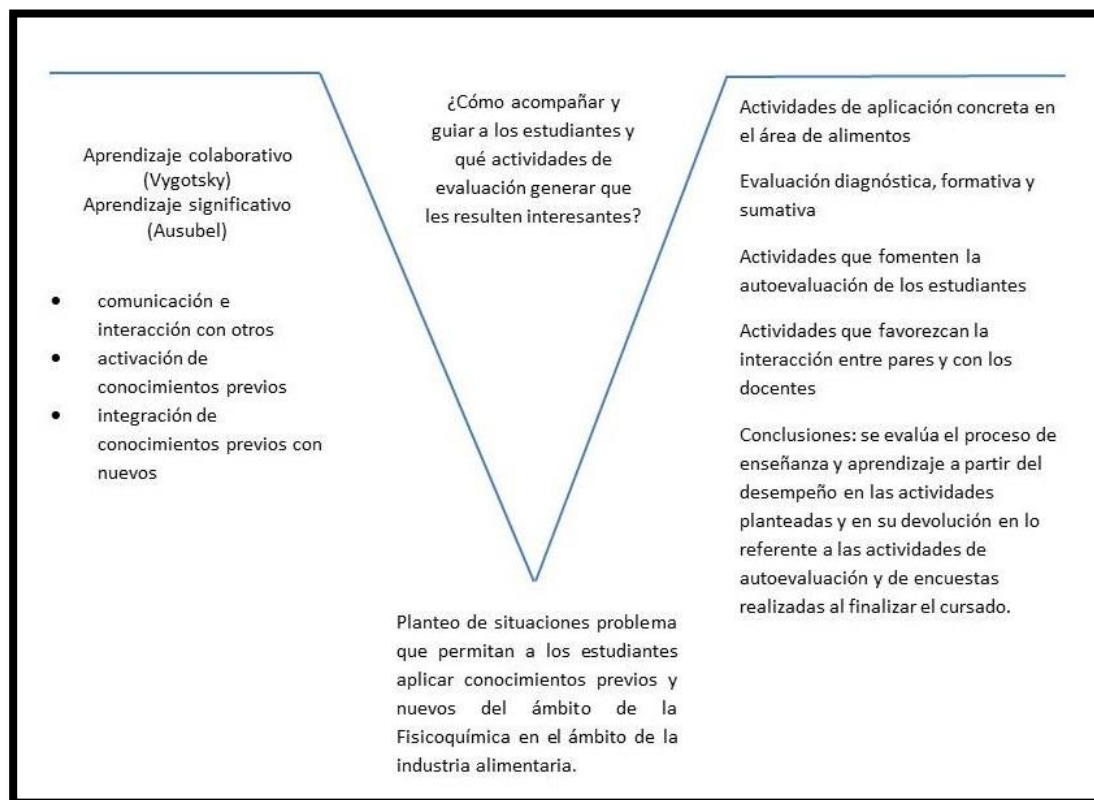 Aprendizaje colaborativo
(Vygotsky)
Aprendizaje significativo
(Ausubel)
• comunicación e
interacción con otros
• activación de
conocimientos previos
• integración de
conocimientos previos con
nuevos
¿Cómo acompañar y
guiar a los estudiantes y
qué actividades de
evaluación generar que
les resulten interesantes?
Actividades de aplicación concreta en
el área de alimentos
Evaluación diagnóstica, formativa y
sumativa
Actividades que fomenten la
autoevaluación de los estudiantes
Actividades que favorezcan la
interacción entre pares y con los
docentes
Conclusiones: se evalúa el proceso de
enseñanza y aprendizaje a partir del
desempeño en las actividades
planteadas y en su devolución en lo
referente a las actividades de
autoevaluación y de encuestas
realizadas al finalizar el cursado.
Planteo de situaciones problema
que permitan a los estudiantes
aplicar conocimientos previos y
nuevos del ámbito de la
Fisicoquímica en el ámbito de la
industria alimentaria.